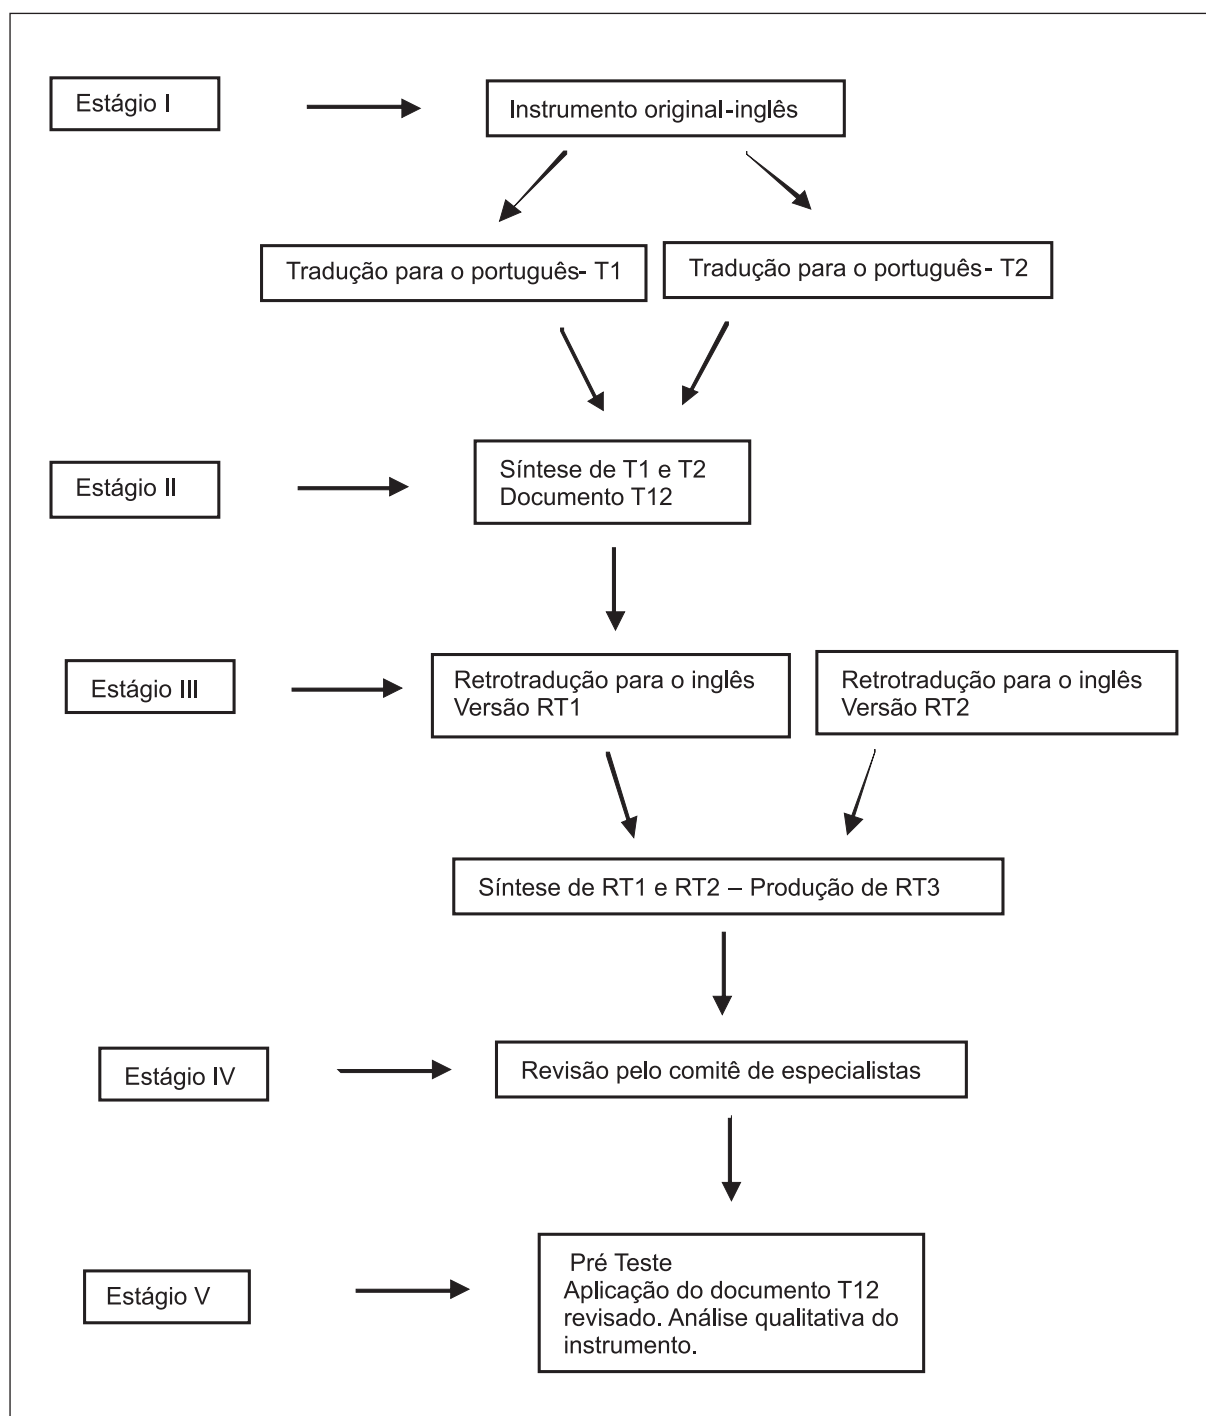 Estágio I
Instrumento original-inglês
Tradução para o português- T1
Tradução para o português- T2
Estágio II
Síntese de T1 e T2
Documento T12
Estágio III
Retrotradução para o inglês
Versão RT1
Retrotradução para o inglês
Versão RT2
Síntese de RT1 e RT2 – Produção de RT3
Estágio IV
Revisão pelo comitê de especialistas
Estágio V
Pré Teste
Aplicação do documento T12
revisado. Análise qualitativa do
instrumento.